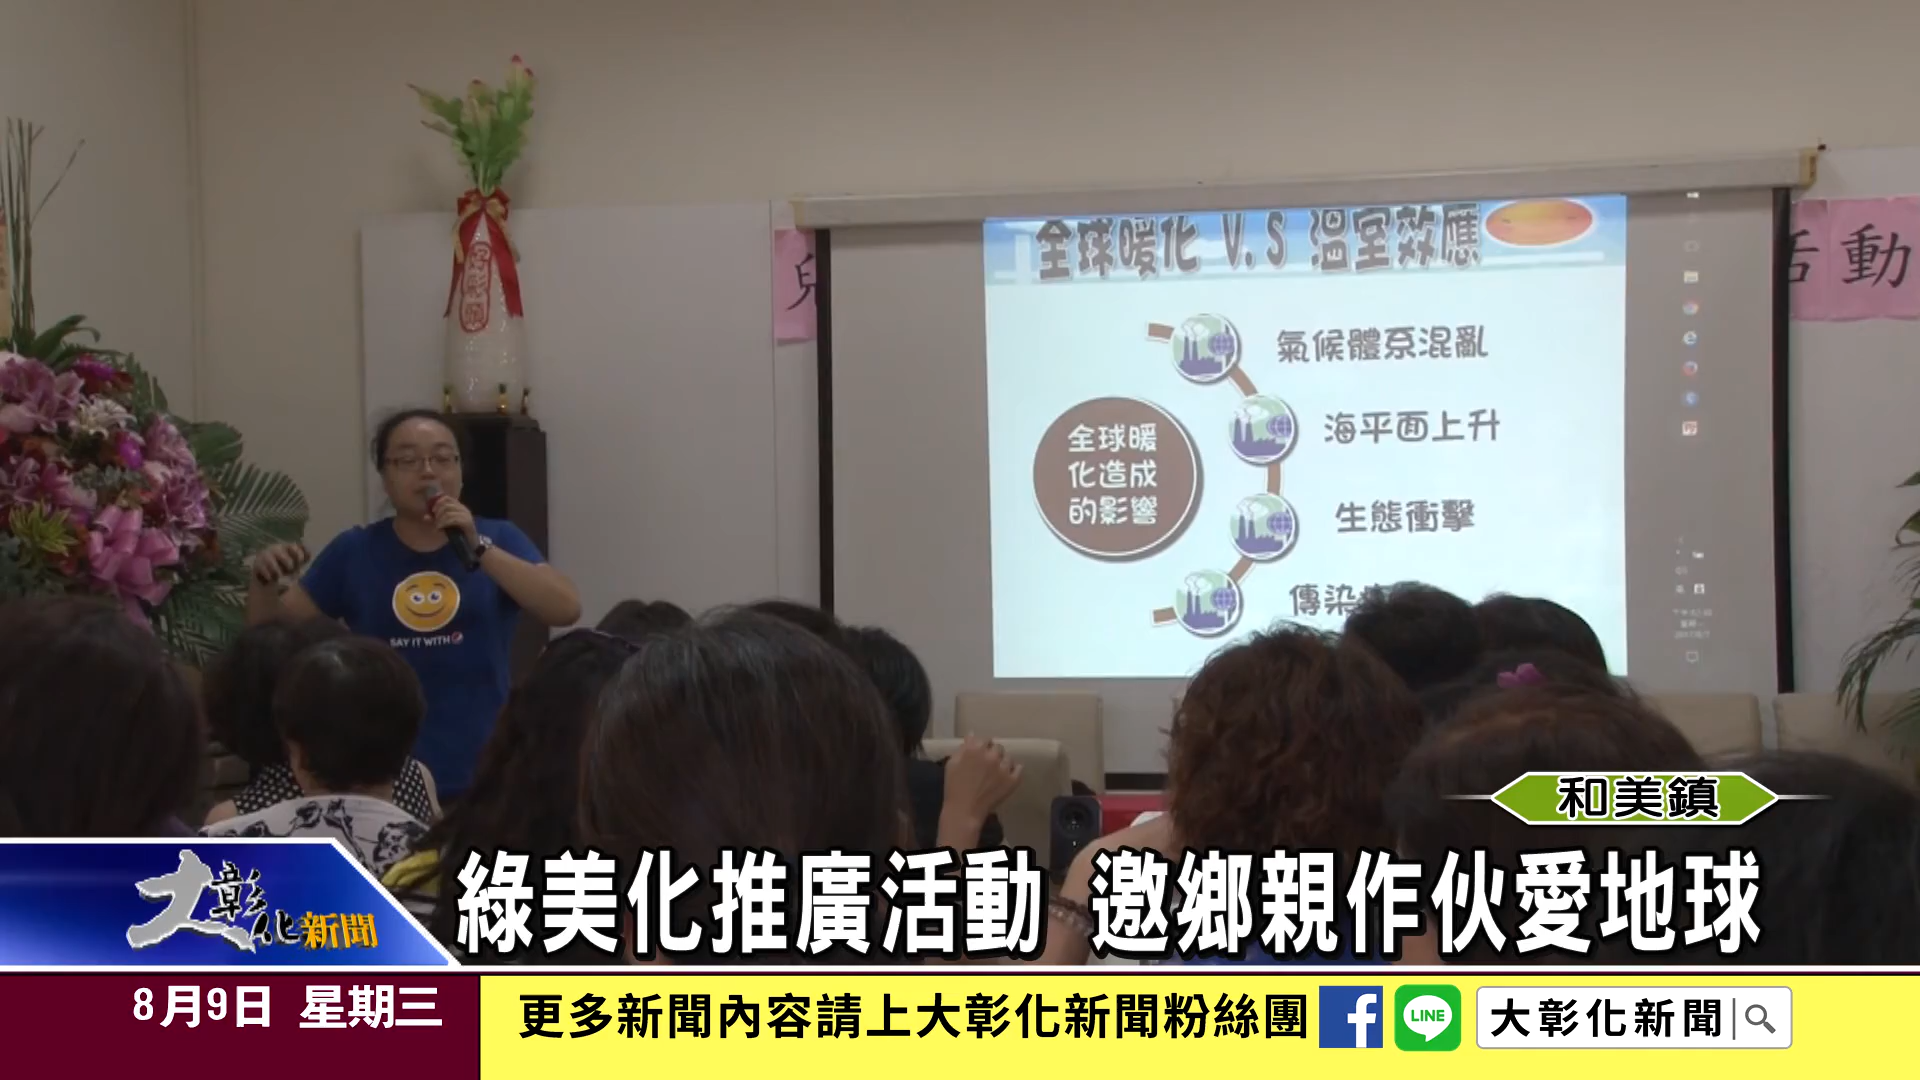 全球暖化 V.S 溫室效應
兒
活動
氣候體系混亂
海平面上升
生態衝擊
傳染
全球暖
化造成
的影響
SAY IT WITH
和美鎮
大彰化新聞
綠美化推廣活動 邀鄉親作伙愛地球
8月9日 星期三
更多新聞內容請上大彰化新聞粉絲團
LINE
大彰化新聞